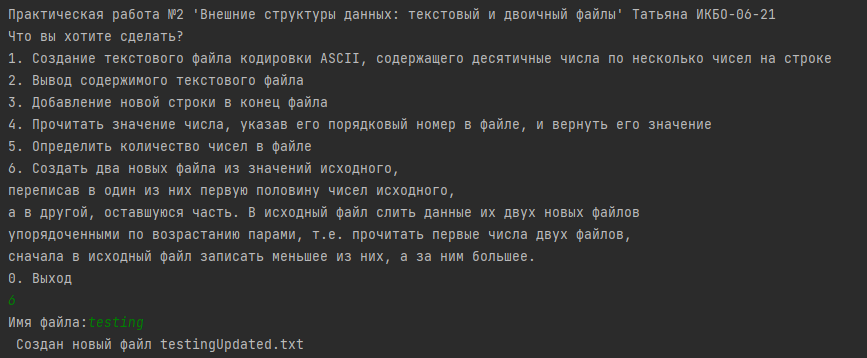 Практическая работа №2 'Внешние структуры данных: текстовый и двоичный файлы' Татьяна ИКБО-06-21
Что вы хотите сделать?
1. Создание текстового файла кодировки ASCII, содержащего десятичные числа по несколько чисел на строке
2. Вывод содержимого текстового файла
3. Добавление новой строки в конец файла
4. Прочитать значение числа, указав его порядковый номер в файле, и вернуть его значение
5. Определить количество чисел в файле
6. Создать два новых файла из значений исходного,
переписав в один из них первую половину чисел исходного,
а в другой, оставшуюся часть. В исходный файл слить данные их двух новых файлов
упорядоченными по возрастанию парами, т.е. прочитать первые числа двух файлов,
сначала в исходный файл записать меньшее из них, а за ним большее.
0. Выход
6
Имя файла:testing
Создан новый файл testingUpdated.txt